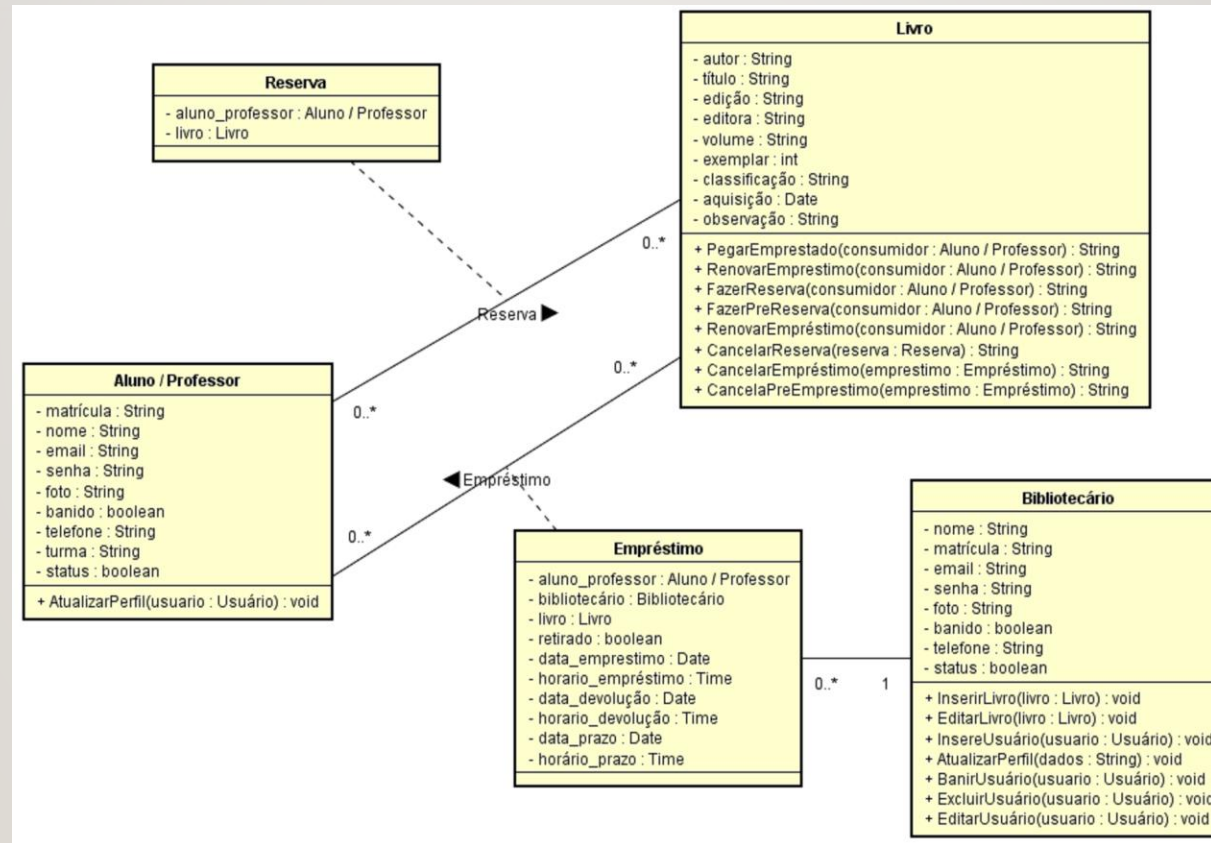 Reserva
- aluno_professor : Aluno / Professor
- livro : Livro
Livro
- autor : String
- título : String
- edição : String
- editora : String
- volume : String
- exemplar : int
- classificação : String
- aquisição : Date
- observação : String
+ PegarEmprestado(consumidor : Aluno / Professor) : String
+ RenovarEmprestimo(consumidor : Aluno / Professor) : String
+ FazerReserva(consumidor : Aluno / Professor) : String
+ FazerPreReserva(consumidor : Aluno / Professor) : String
+ RenovarEmpréstimo(consumidor : Aluno / Professor) : String
+ CancelarReserva(reserva : Reserva) : String
+ CancelarEmpréstimo(emprestimo : Empréstimo) : String
+ CancelaPreEmprestimo(emprestimo : Empréstimo) : String
0..*
Reserva
0..*
0..*
Empréstimo
0..*
Aluno / Professor
- matrícula : String
- nome : String
- email : String
- senha : String
- foto : String
- banido : boolean
- telefone : String
- turma : String
- status : boolean
+ AtualizarPerfil(usuario : Usuário) : void
Empréstimo
- aluno_professor : Aluno / Professor
- bibliotecário : Bibliotecário
- livro : Livro
- retirado : boolean
- data_emprestimo : Date
- horario_empréstimo : Time
- data_devolução : Date
- horario_devolução : Time
- data_prazo : Date
- horário_prazo : Time
0..* 1
Bibliotecário
- nome : String
- matrícula : String
- email : String
- senha : String
- foto : String
- banido : boolean
- telefone : String
- status : boolean
+ InserirLivro(livro : Livro) : void
+ EditarLivro(livro : Livro) : void
+ InsereUsuário(usuario : Usuário) : void
+ AtualizarPerfil(dados : String) : void
+ BanirUsuário(usuario : Usuário) : void
+ ExcluirUsuário(usuario : Usuário) : void
+ EditarUsuário(usuario : Usuário) : void